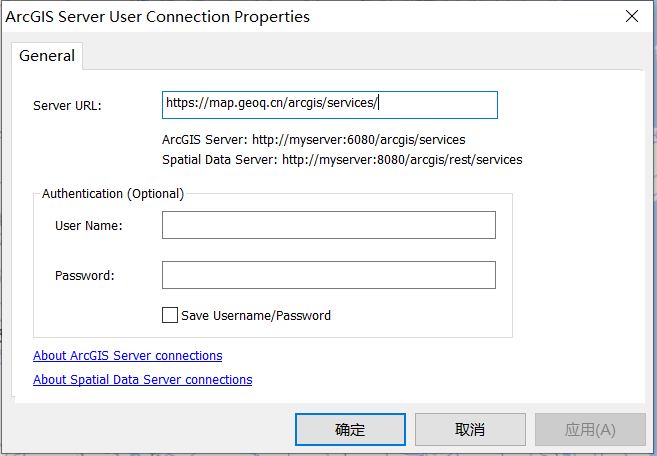 ArcGIS Server User Connection Properties
General
Server URL:
https://map.geoq.cn/arcgis/services/
ArcGIS Server: http://myserver:6080/arcgis/services
Spatial Data Server: http://myserver:8080/arcgis/rest/services
Authentication (Optional)
User Name:
Password:
Save Username/Password
About ArcGIS Server connections
About Spatial Data Server connections
确定
取消
应用(A)